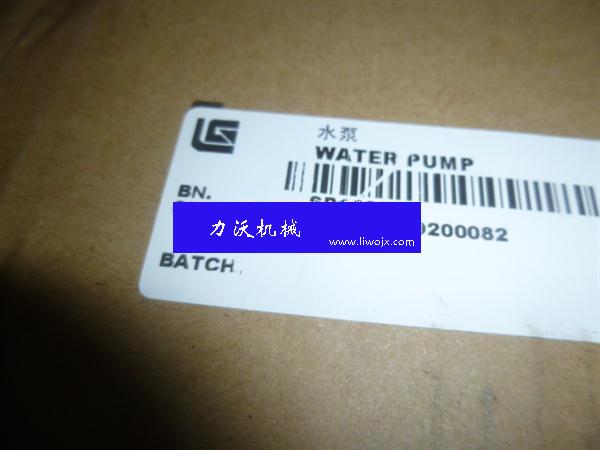 水泵
WATER PUMP
BN.
0200082
力沃机械
www.liwojx.com
BATCH